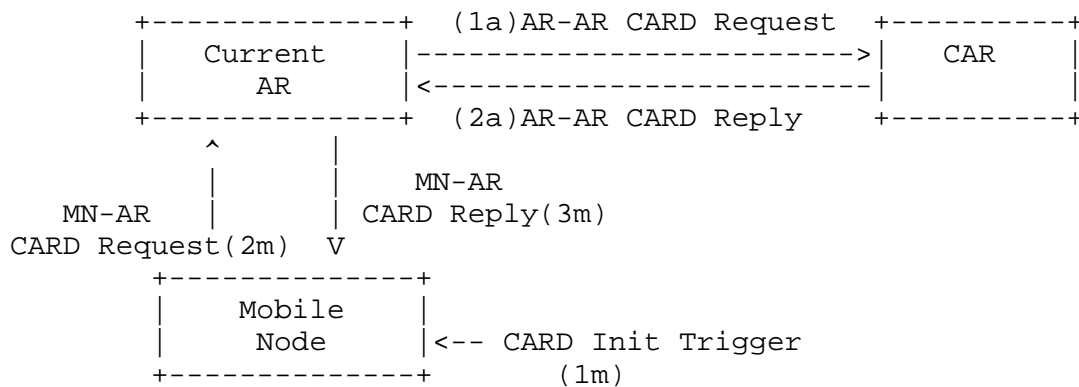 (1a)AR-AR CARD Request
Current
CAR
AR
(2a)AR-AR CARD Reply
MN-AR
MN-AR
CARD Reply(3m)
CARD Request(2m)
Mobile
Node
<-- CARD Init Trigger
(1m)